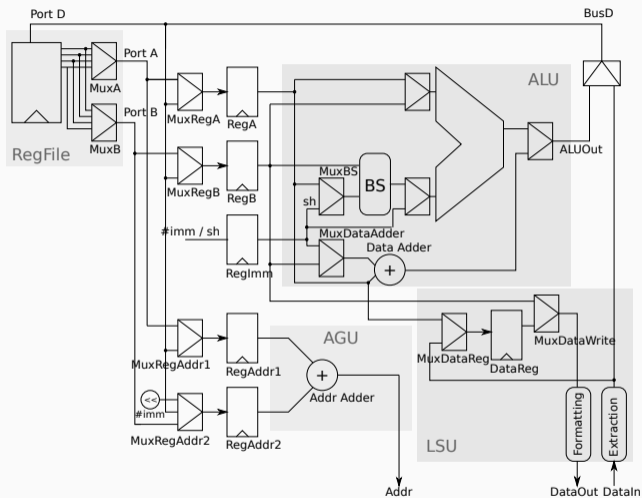 Port D
BusD
Port A
MuxA
Port B
MuxB
RegFile
MuxRegA
RegA
ALU
MuxRegB
RegB
MuxBS
BS
ALUOut
sh
#imm / sh
MuxDataAdder
Data Adder
RegImm
+
AGU
MuxRegAddr1
RegAddr1
+
Addr Adder
MuxDataReg
DataReg
MuxDataWrite
<<
#imm
MuxRegAddr2
RegAddr2
LSU
Formatting
Extraction
Addr
DataOut
DataIn